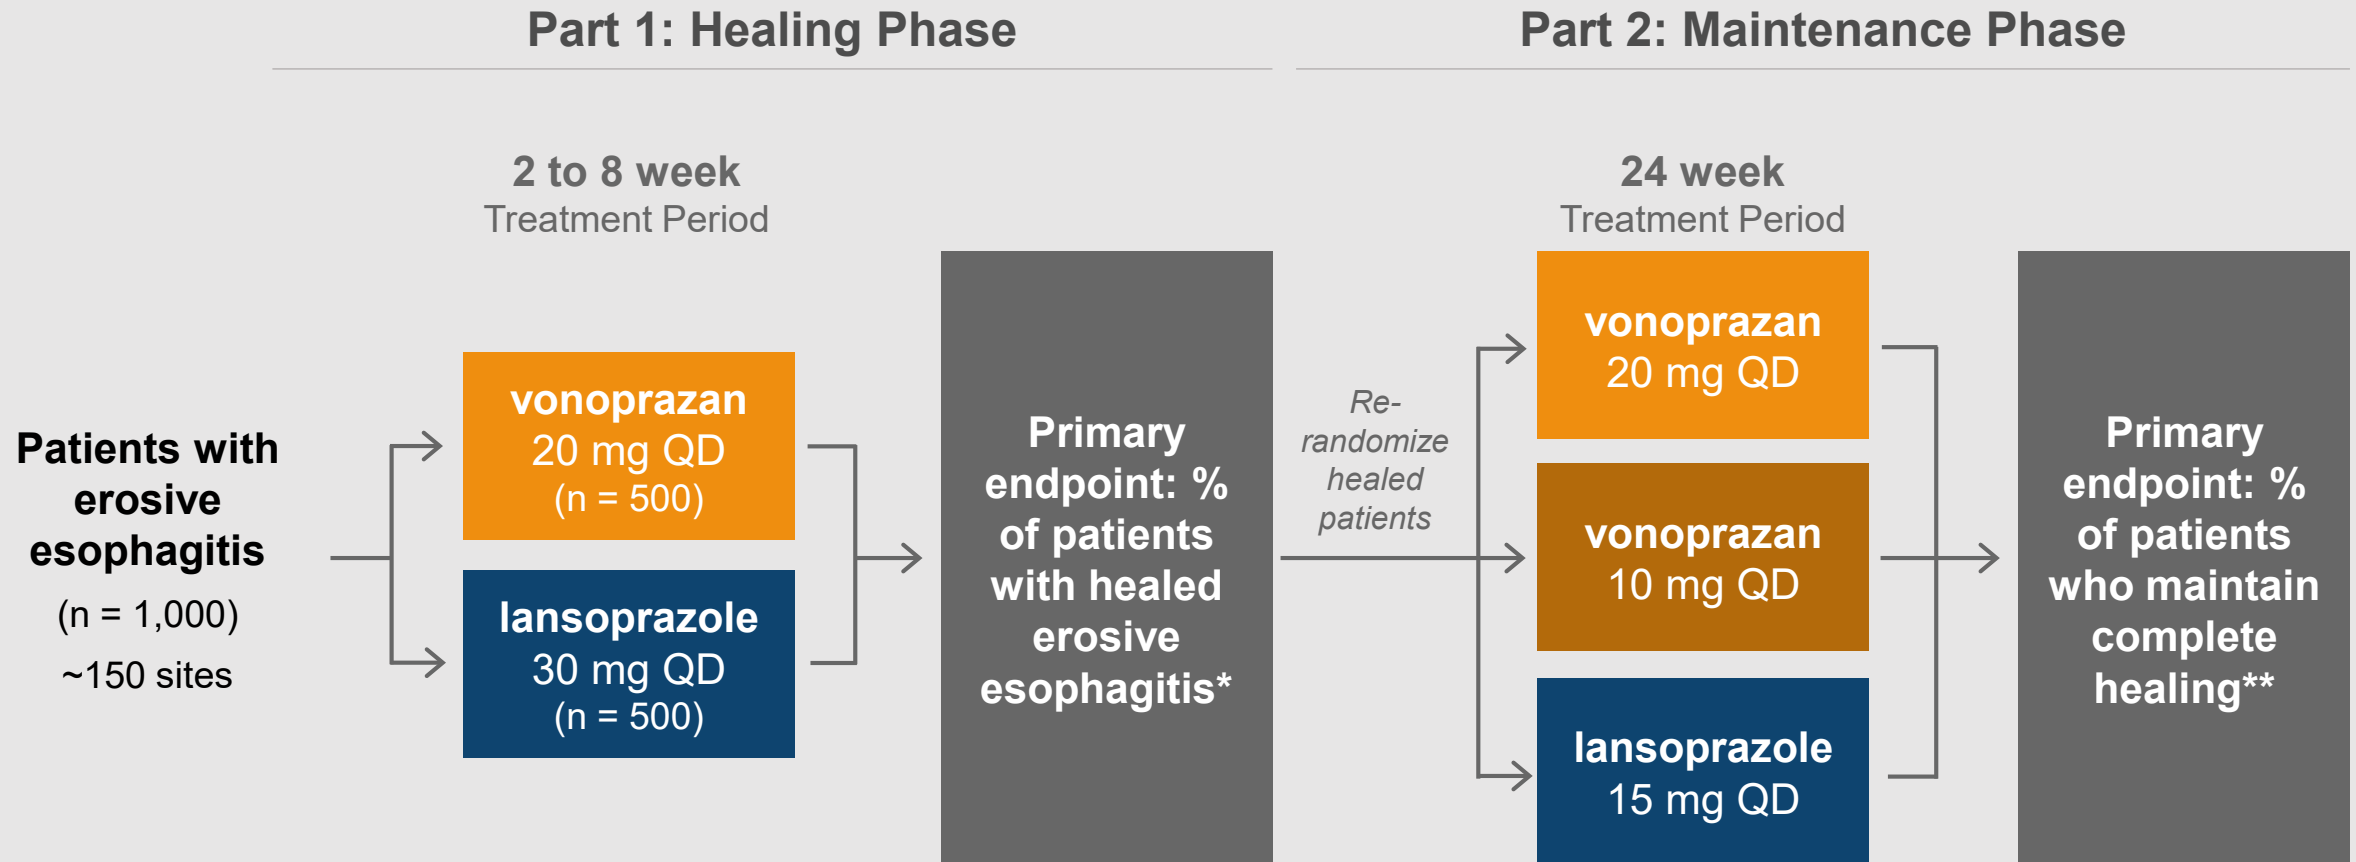 Part 1: Healing Phase
Part 2: Maintenance Phase
2 to 8 week
Treatment Period
24 week
Treatment Period
Patients with
erosive
esophagitis
(n = 1,000)
~150 sites
vonoprazan
20 mg QD
(n = 500)
lansoprazole
30 mg QD
(n = 500)
Primary
endpoint: %
of patients
with healed
erosive
esophagitis*
Re-
randomize
healed
patients
vonoprazan
20 mg QD
vonoprazan
10 mg QD
lansoprazole
15 mg QD
Primary
endpoint: %
of patients
who maintain
complete
healing**